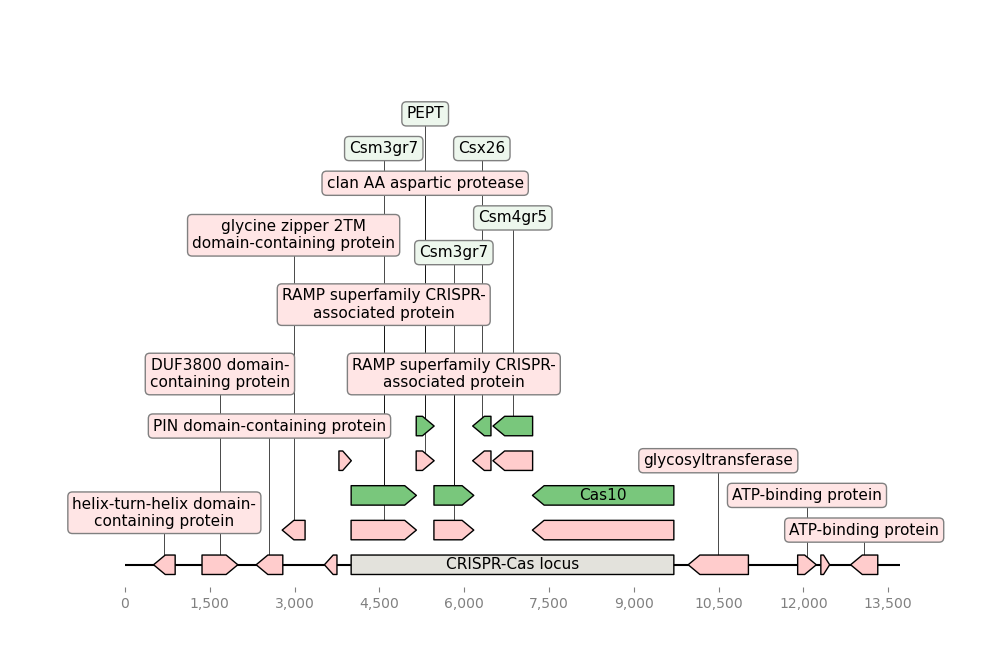 PEPT
Csm3gr7
Csx26
clan AA aspartic protease
Csm4gr5
glycine zipper 2TM
domain-containing protein
Csm3gr7
RAMP superfamily CRISPR-
associated protein
DUF3800 domain-
containing protein
RAMP superfamily CRISPR-
associated protein
PIN domain-containing protein
glycosyltransferase
helix-turn-helix domain-
containing protein
Cas10
ATP-binding protein
ATP-binding protein
CRISPR-Cas locus
0 1,500 3,000 4,500 6,000 7,500 9,000 10,500 12,000 13,500